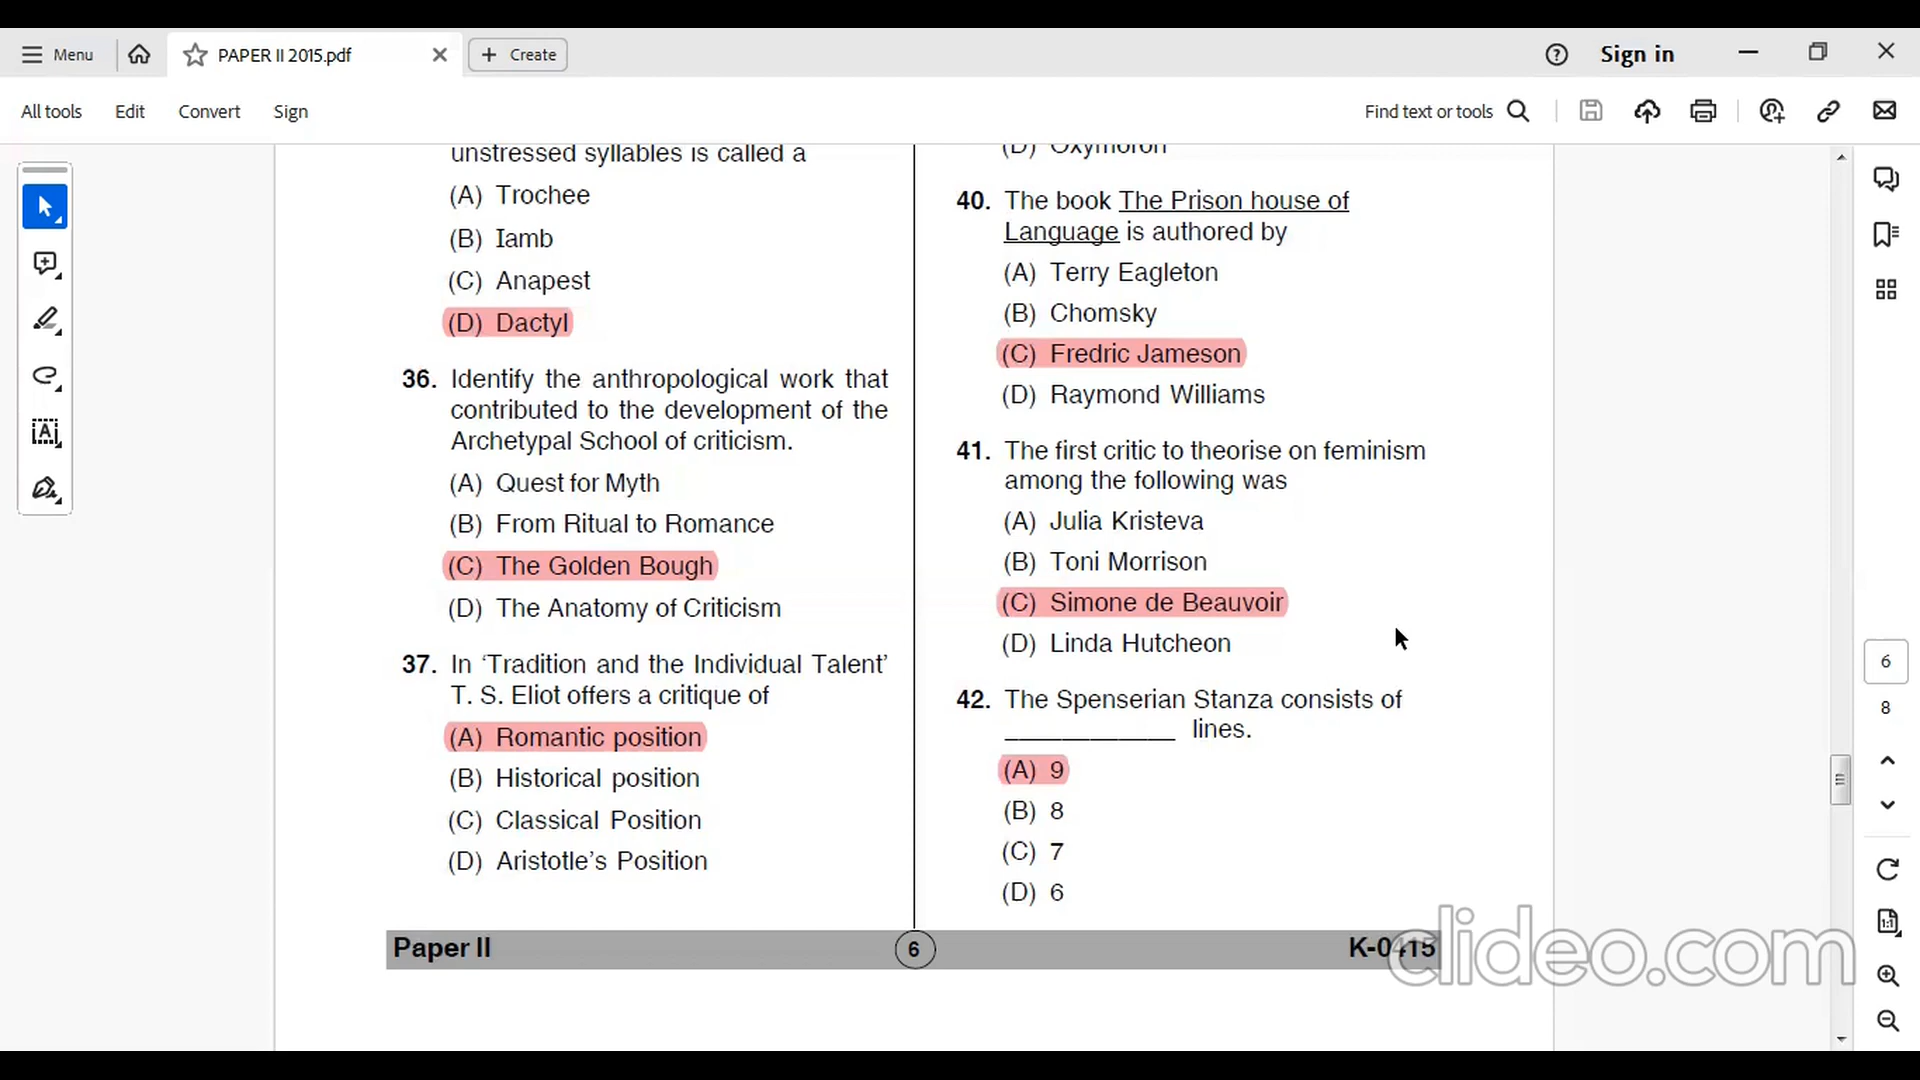 Menu
PAPER II 2015.pdf
Create
Sign in
All tools
Edit
Convert
Sign
Find text or tools
unstressed syllables is called a
(A) Trochee
(B) Iamb
(C) Anapest
(D) Dactyl
36. Identify the anthropological work that
contributed to the development of the
Archetypal School of criticism.
(A) Quest for Myth
(B) From Ritual to Romance
(C) The Golden Bough
(D) The Anatomy of Criticism
37. In ‘Tradition and the Individual Talent’
T. S. Eliot offers a critique of
(A) Romantic position
(B) Historical position
(C) Classical Position
(D) Aristotle’s Position
(D) Oxymoron
40. The book The Prison house of
Language is authored by
(A) Terry Eagleton
(B) Chomsky
(C) Fredric Jameson
(D) Raymond Williams
41. The first critic to theorise on feminism
among the following was
(A) Julia Kristeva
(B) Toni Morrison
(C) Simone de Beauvoir
(D) Linda Hutcheon
42. The Spenserian Stanza consists of
____________ lines.
(A) 9
(B) 8
(C) 7
(D) 6
Paper II
6
K-0415
clideo.com
6
8
1:1